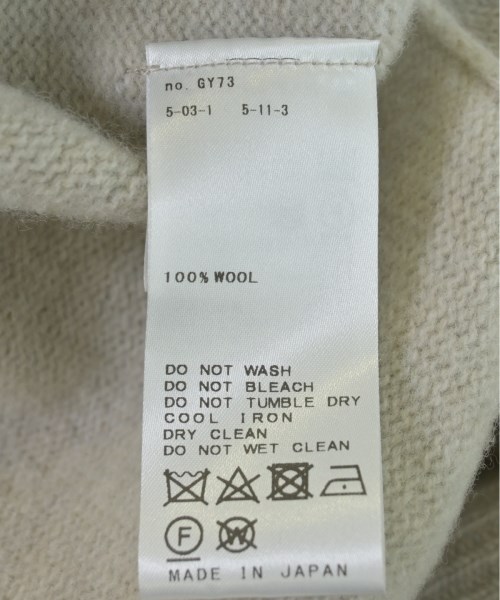 no. GY73
5-03-1 5-11-3
100% WOOL
DO NOT WASH
DO NOT BLEACH
DO NOT TUMBLE DRY
COOL IRON
DRY CLEAN
DO NOT WET CLEAN
F W
MADE IN JAPAN